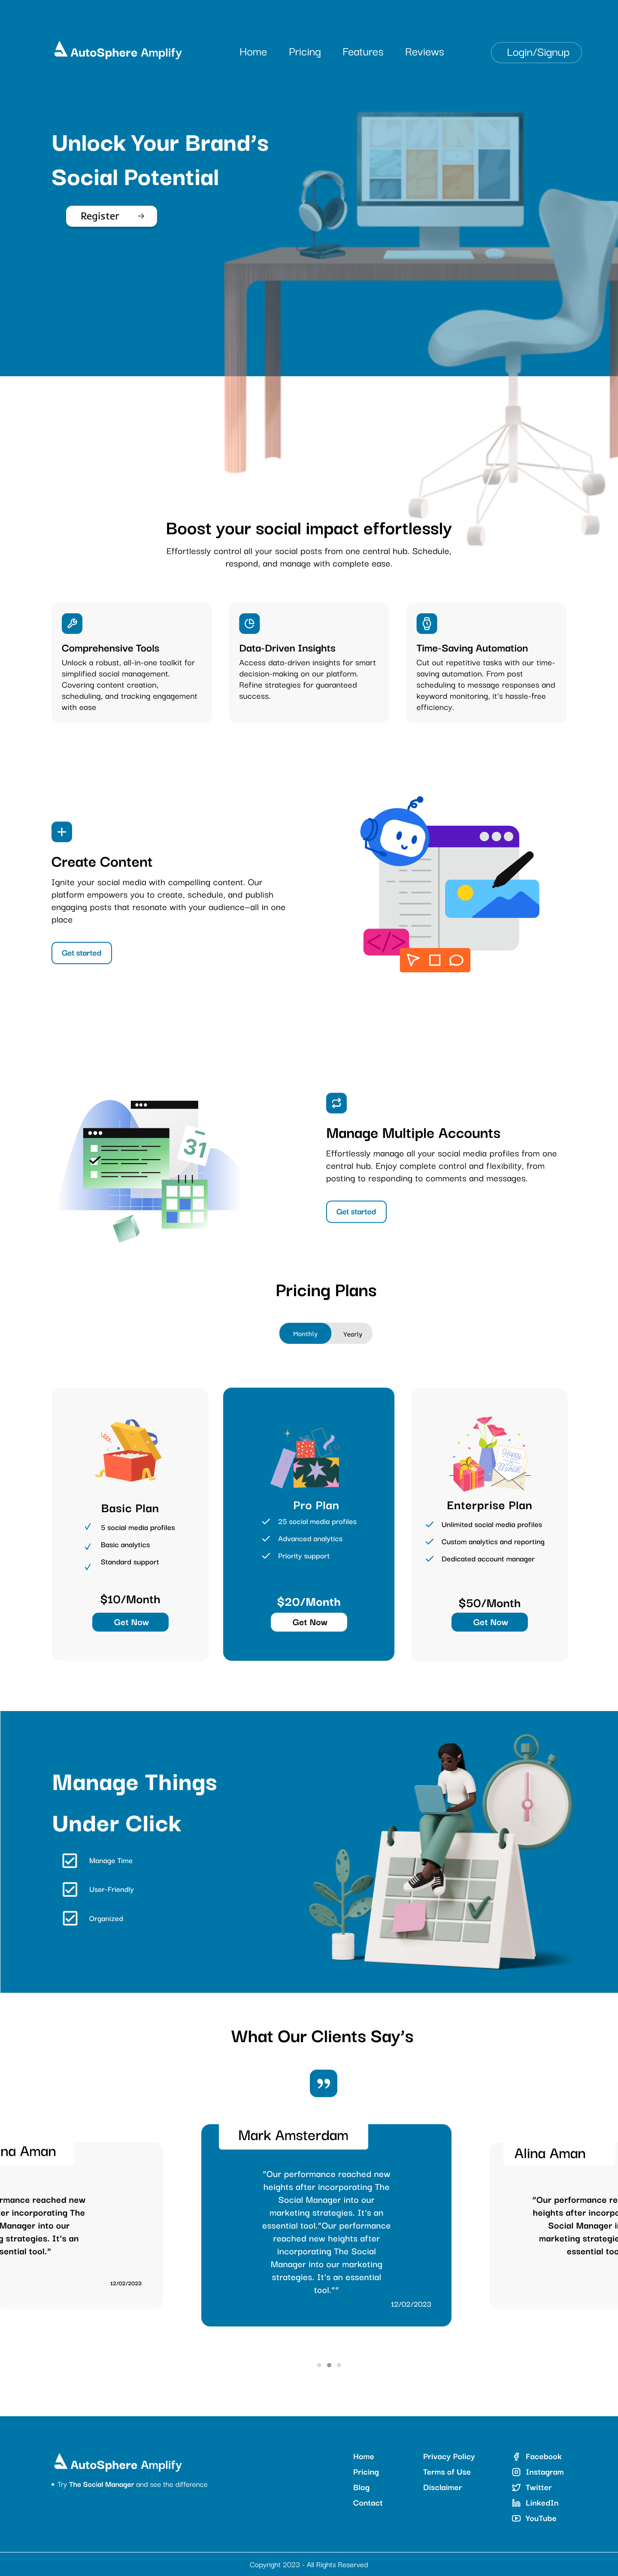 AutoSphere Amplify
Home Pricing Features Reviews
Login/Signup
Unlock Your Brand's
Social Potential
Register →
Boost your social impact effortlessly
Effortlessly control all your social posts from one central hub. Schedule,
respond, and manage with complete ease.
Comprehensive Tools
Unlock a robust, all-in-one toolkit for
simplified social management.
Covering content creation,
scheduling, and tracking engagement
with ease
Data-Driven Insights
Access data-driven insights for smart
decision-making on our platform.
Refine strategies for guaranteed
success.
Time-Saving Automation
Cut out repetitive tasks with our time-
saving automation. From post
scheduling to message responses and
keyword monitoring, it's hassle-free
efficiency.
Create Content
Ignite your social media with compelling content. Our
platform empowers you to create, schedule, and publish
engaging posts that resonate with your audience—all in one
place
Get started
</>
31
Manage Multiple Accounts
Effortlessly manage all your social media profiles from one
central hub. Enjoy complete control and flexibility, from
posting to responding to comments and messages.
Get started
Pricing Plans
Monthly Yearly
Basic Plan
5 social media profiles
Basic analytics
Standard support
$10/Month
Get Now
Pro Plan
25 social media profiles
Advanced analytics
Priority support
$20/Month
Get Now
Enterprise Plan
Unlimited social media profiles
Custom analytics and reporting
Dedicated account manager
$50/Month
Get Now
Manage Things
Under Click
Manage Time
User-Friendly
Organized
What Our Clients Say's
na Aman
rmance reached new
er incorporating The
Manager into our
g strategies. It's an
sential tool."
12/02/2023
Mark Amsterdam
"Our performance reached new
heights after incorporating The
Social Manager into our
marketing strategies. It's an
essential tool."Our performance
reached new heights after
incorporating The Social
Manager into our marketing
strategies. It's an essential
tool.""
12/02/2023
Alina Aman
"Our performance re
heights after incorpo
Social Manager i
marketing strategie
essential too
AutoSphere Amplify
• Try The Social Manager and see the difference
Home
Pricing
Blog
Contact
Privacy Policy
Terms of Use
Disclaimer
Facebook
Instagram
Twitter
LinkedIn
YouTube
Copyright 2023 - All Rights Reserved